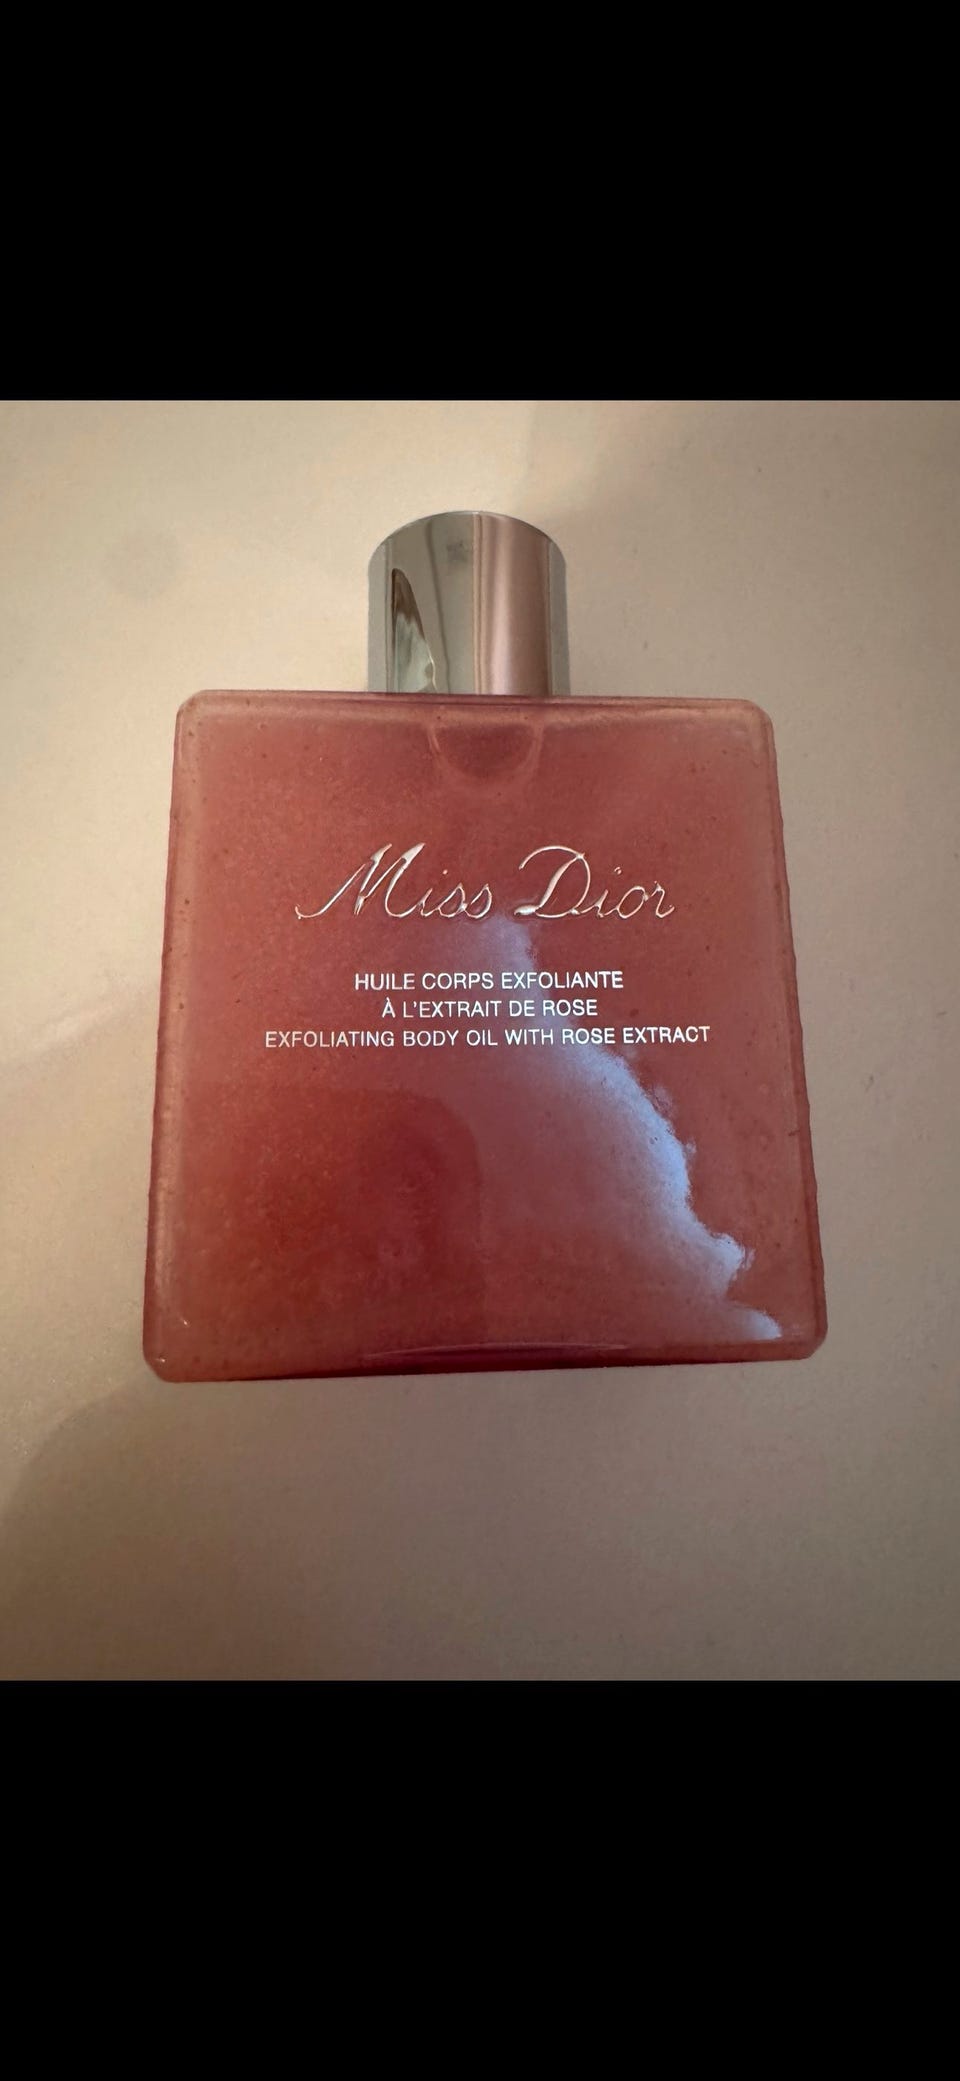 Miss Dior
HUILE CORPS EXFOLIANTE
À L'EXTRAIT DE ROSE
EXFOLIATING BODY OIL WITH ROSE EXTRACT